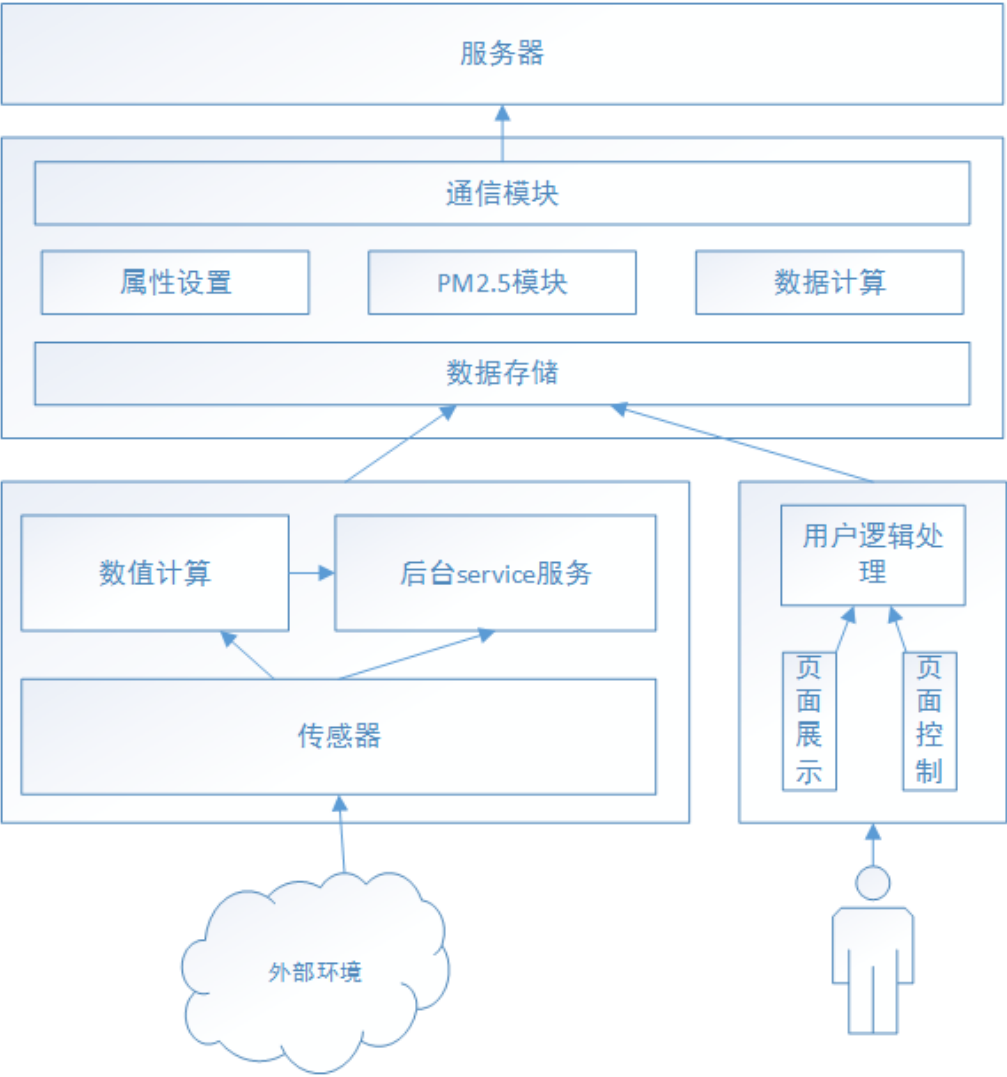 服务器
通信模块
属性设置
PM2.5模块
数据计算
数据存储
数值计算
后台service服务
用户逻辑处
理
传感器
页
面
展
示
页
面
控
制
外部环境